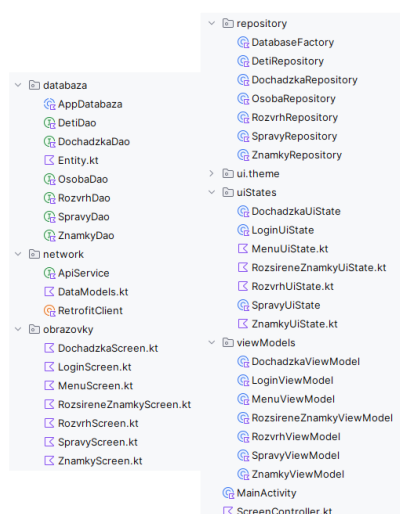 databaza
AppDatabaza
DetiDao
DochadzkaDao
Entity.kt
OsobaDao
RozvrhDao
SpravyDao
ZnamkyDao
network
ApiService
DataModels.kt
RetrofitClient
obrazovky
DochadzkaScreen.kt
LoginScreen.kt
MenuScreen.kt
RozsireneZnamkyScreen.kt
RozvrhScreen.kt
SpravyScreen.kt
ZnamkyScreen.kt
repository
DatabaseFactory
DetiRepository
DochadzkaRepository
OsobaRepository
RozvrhRepository
SpravyRepository
ZnamkyRepository
ui.theme
uiStates
DochadzkaUiState
LoginUiState
MenuUiState.kt
RozsireneZnamkyUiState.kt
RozvrhUiState.kt
SpravyUiState
ZnamkyUiState.kt
viewModels
DochadzkaViewModel
LoginViewModel
MenuViewModel
RozsireneZnamkyViewModel
RozvrhViewModel
SpravyViewModel
ZnamkyViewModel
MainActivity
ScreenController.kt